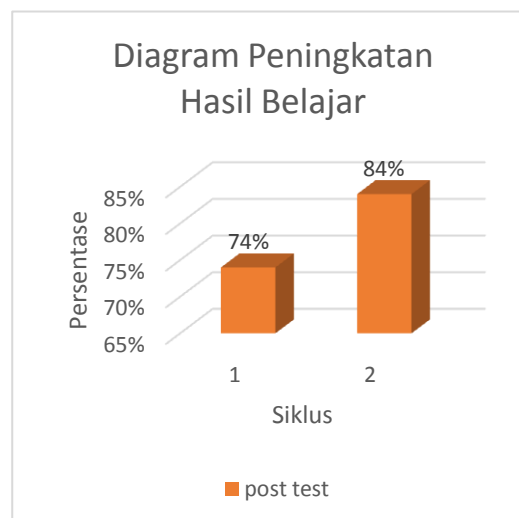 Diagram Peningkatan
Hasil Belajar
84%
85%
80%
74%
75%
70%
65%
Persentase
1
2
Siklus
post test